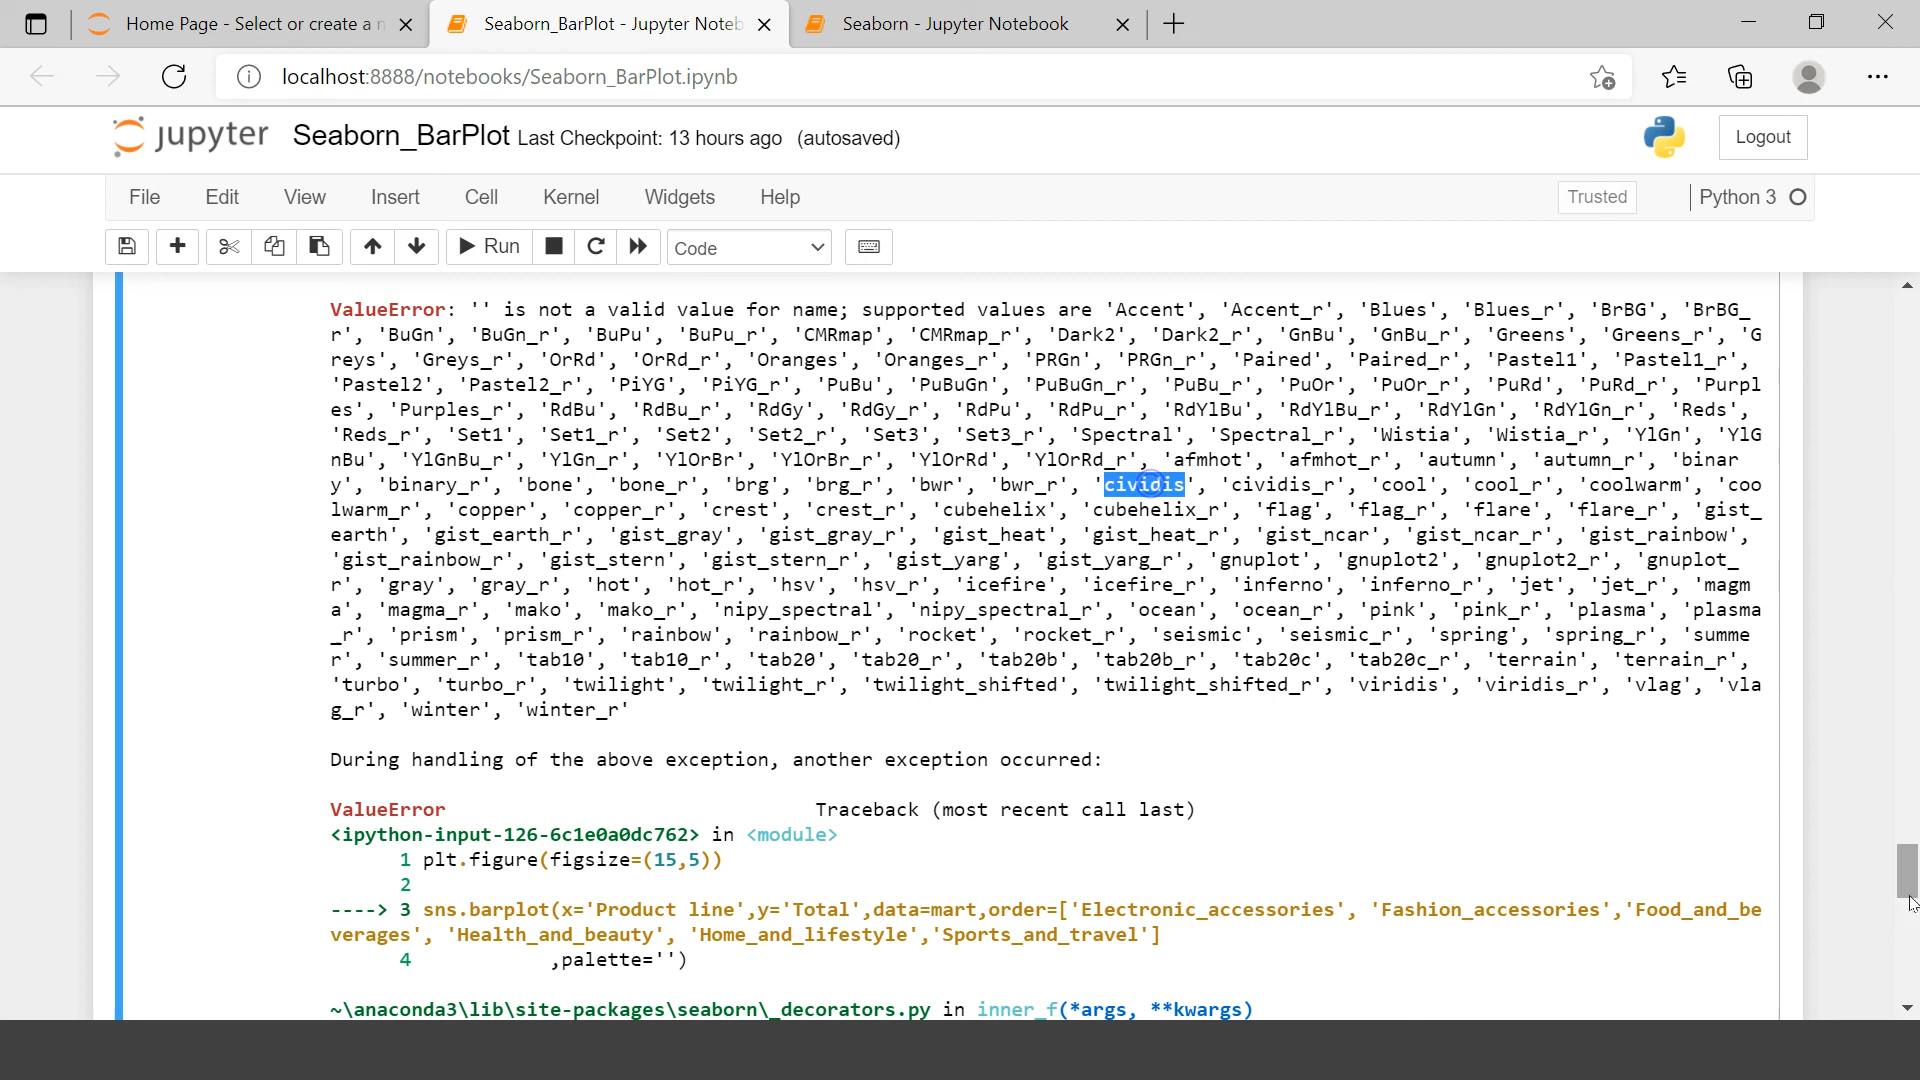 Home Page - Select or create a n
Seaborn_BarPlot - Jupyter Noteb
Seaborn - Jupyter Notebook
localhost:8888/notebooks/Seaborn_BarPlot.ipynb
jupyter Seaborn_BarPlot Last Checkpoint: 13 hours ago (autosaved)
Logout
File Edit View Insert Cell Kernel Widgets Help
Trusted
Python 3
Run
Code
ValueError: '' is not a valid value for name; supported values are 'Accent', 'Accent_r', 'Blues', 'Blues_r', 'BrBG', 'BrBG_
r', 'BuGn', 'BuGn_r', 'BuPu', 'BuPu_r', 'CMRmap', 'CMRmap_r', 'Dark2', 'Dark2_r', 'GnBu', 'GnBu_r', 'Greens', 'Greens_r', 'G
reys', 'Greys_r', 'OrRd', 'OrRd_r', 'Oranges', 'Oranges_r', 'PRGn', 'PRGn_r', 'Paired', 'Paired_r', 'Pastel1', 'Pastel1_r',
'Pastel2', 'Pastel2_r', 'PiYG', 'PiYG_r', 'PuBu', 'PuBuGn', 'PuBuGn_r', 'PuBu_r', 'PuOr', 'PuOr_r', 'PuRd', 'PuRd_r', 'Purpl
es', 'Purples_r', 'RdBu', 'RdBu_r', 'RdGy', 'RdGy_r', 'RdPu', 'RdPu_r', 'RdYlBu', 'RdYlBu_r', 'RdYlGn', 'RdYlGn_r', 'Reds',
'Reds_r', 'Set1', 'Set1_r', 'Set2', 'Set2_r', 'Set3', 'Set3_r', 'Spectral', 'Spectral_r', 'Wistia', 'Wistia_r', 'YlGn', 'YlG
nBu', 'YlGnBu_r', 'YlGn_r', 'YlOrBr', 'YlOrBr_r', 'YlOrRd', 'YlOrRd_r', 'afmhot', 'afmhot_r', 'autumn', 'autumn_r', 'binar
y', 'binary_r', 'bone', 'bone_r', 'brg', 'brg_r', 'bwr', 'bwr_r', 'cividis', 'cividis_r', 'cool', 'cool_r', 'coolwarm', 'coo
lwarm_r', 'copper', 'copper_r', 'crest', 'crest_r', 'cubehelix', 'cubehelix_r', 'flag', 'flag_r', 'flare', 'flare_r', 'gist_
earth', 'gist_earth_r', 'gist_gray', 'gist_gray_r', 'gist_heat', 'gist_heat_r', 'gist_ncar', 'gist_ncar_r', 'gist_rainbow',
'gist_rainbow_r', 'gist_stern', 'gist_stern_r', 'gist_yarg', 'gist_yarg_r', 'gnuplot', 'gnuplot2', 'gnuplot2_r', 'gnuplot_
r', 'gray', 'gray_r', 'hot', 'hot_r', 'hsv', 'hsv_r', 'icefire', 'icefire_r', 'inferno', 'inferno_r', 'jet', 'jet_r', 'magm
a', 'magma_r', 'mako', 'mako_r', 'nipy_spectral', 'nipy_spectral_r', 'ocean', 'ocean_r', 'pink', 'pink_r', 'plasma', 'plasma
_r', 'prism', 'prism_r', 'rainbow', 'rainbow_r', 'rocket', 'rocket_r', 'seismic', 'seismic_r', 'spring', 'spring_r', 'summe
r', 'summer_r', 'tab10', 'tab10_r', 'tab20', 'tab20_r', 'tab20b', 'tab20b_r', 'tab20c', 'tab20c_r', 'terrain', 'terrain_r',
'turbo', 'turbo_r', 'twilight', 'twilight_r', 'twilight_shifted', 'twilight_shifted_r', 'viridis', 'viridis_r', 'vlag', 'vla
g_r', 'winter', 'winter_r'
During handling of the above exception, another exception occurred:
ValueError Traceback (most recent call last)
<ipython-input-126-6c1e0a0dc762> in <module>
1 plt.figure(figsize=(15,5))
2
----> 3 sns.barplot(x='Product line',y='Total',data=mart,order=['Electronic_accessories', 'Fashion_accessories','Food_and_be
verages', 'Health_and_beauty', 'Home_and_lifestyle','Sports_and_travel']
4 ,palette='')
~\anaconda3\lib\site-packages\seaborn\_decorators.py in inner_f(*args, **kwargs)